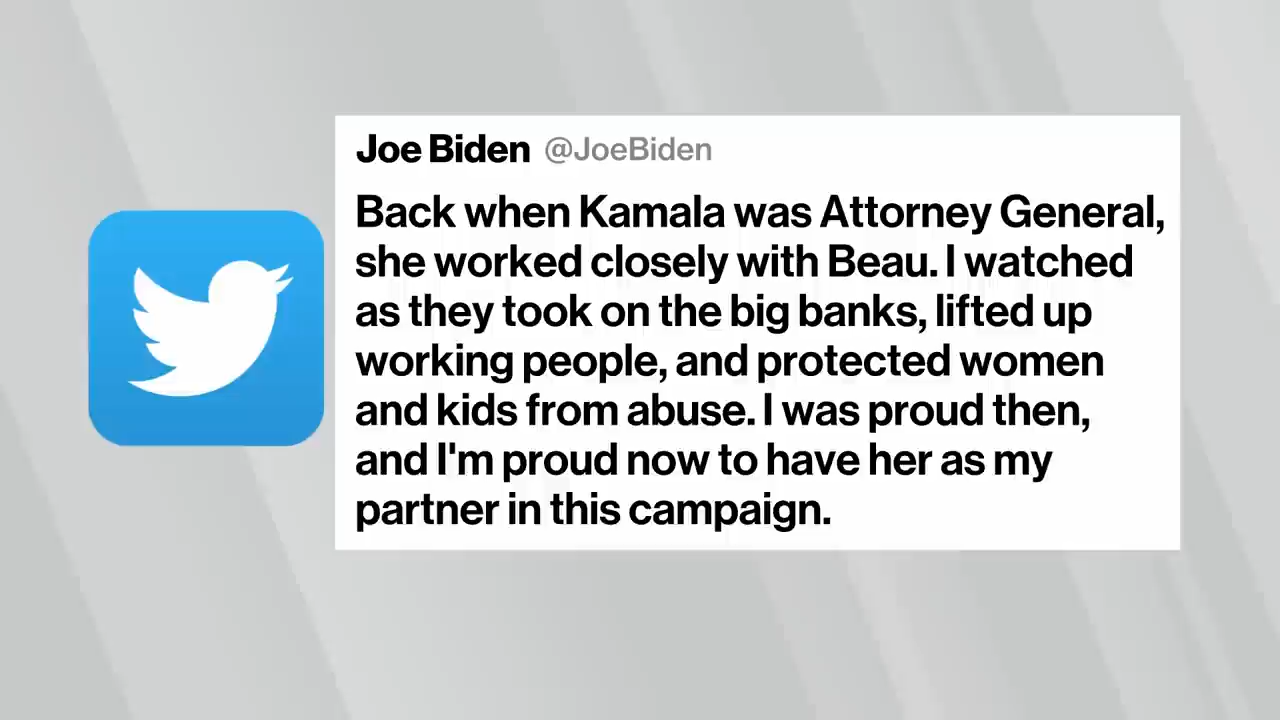 Joe Biden @JoeBiden
Back when Kamala was Attorney General,
she worked closely with Beau. I watched
as they took on the big banks, lifted up
working people, and protected women
and kids from abuse. I was proud then,
and I'm proud now to have her as my
partner in this campaign.